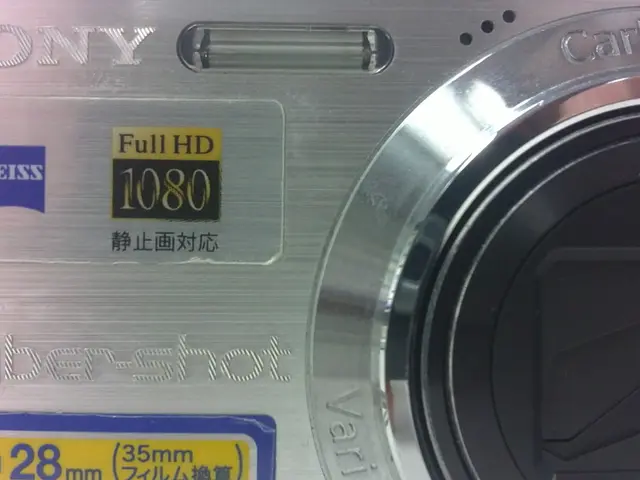 ONY
Carl
Full HD
EISS
1080
静止画対応
ber-shot
Vari
28mm (35mm
フィルム換算)